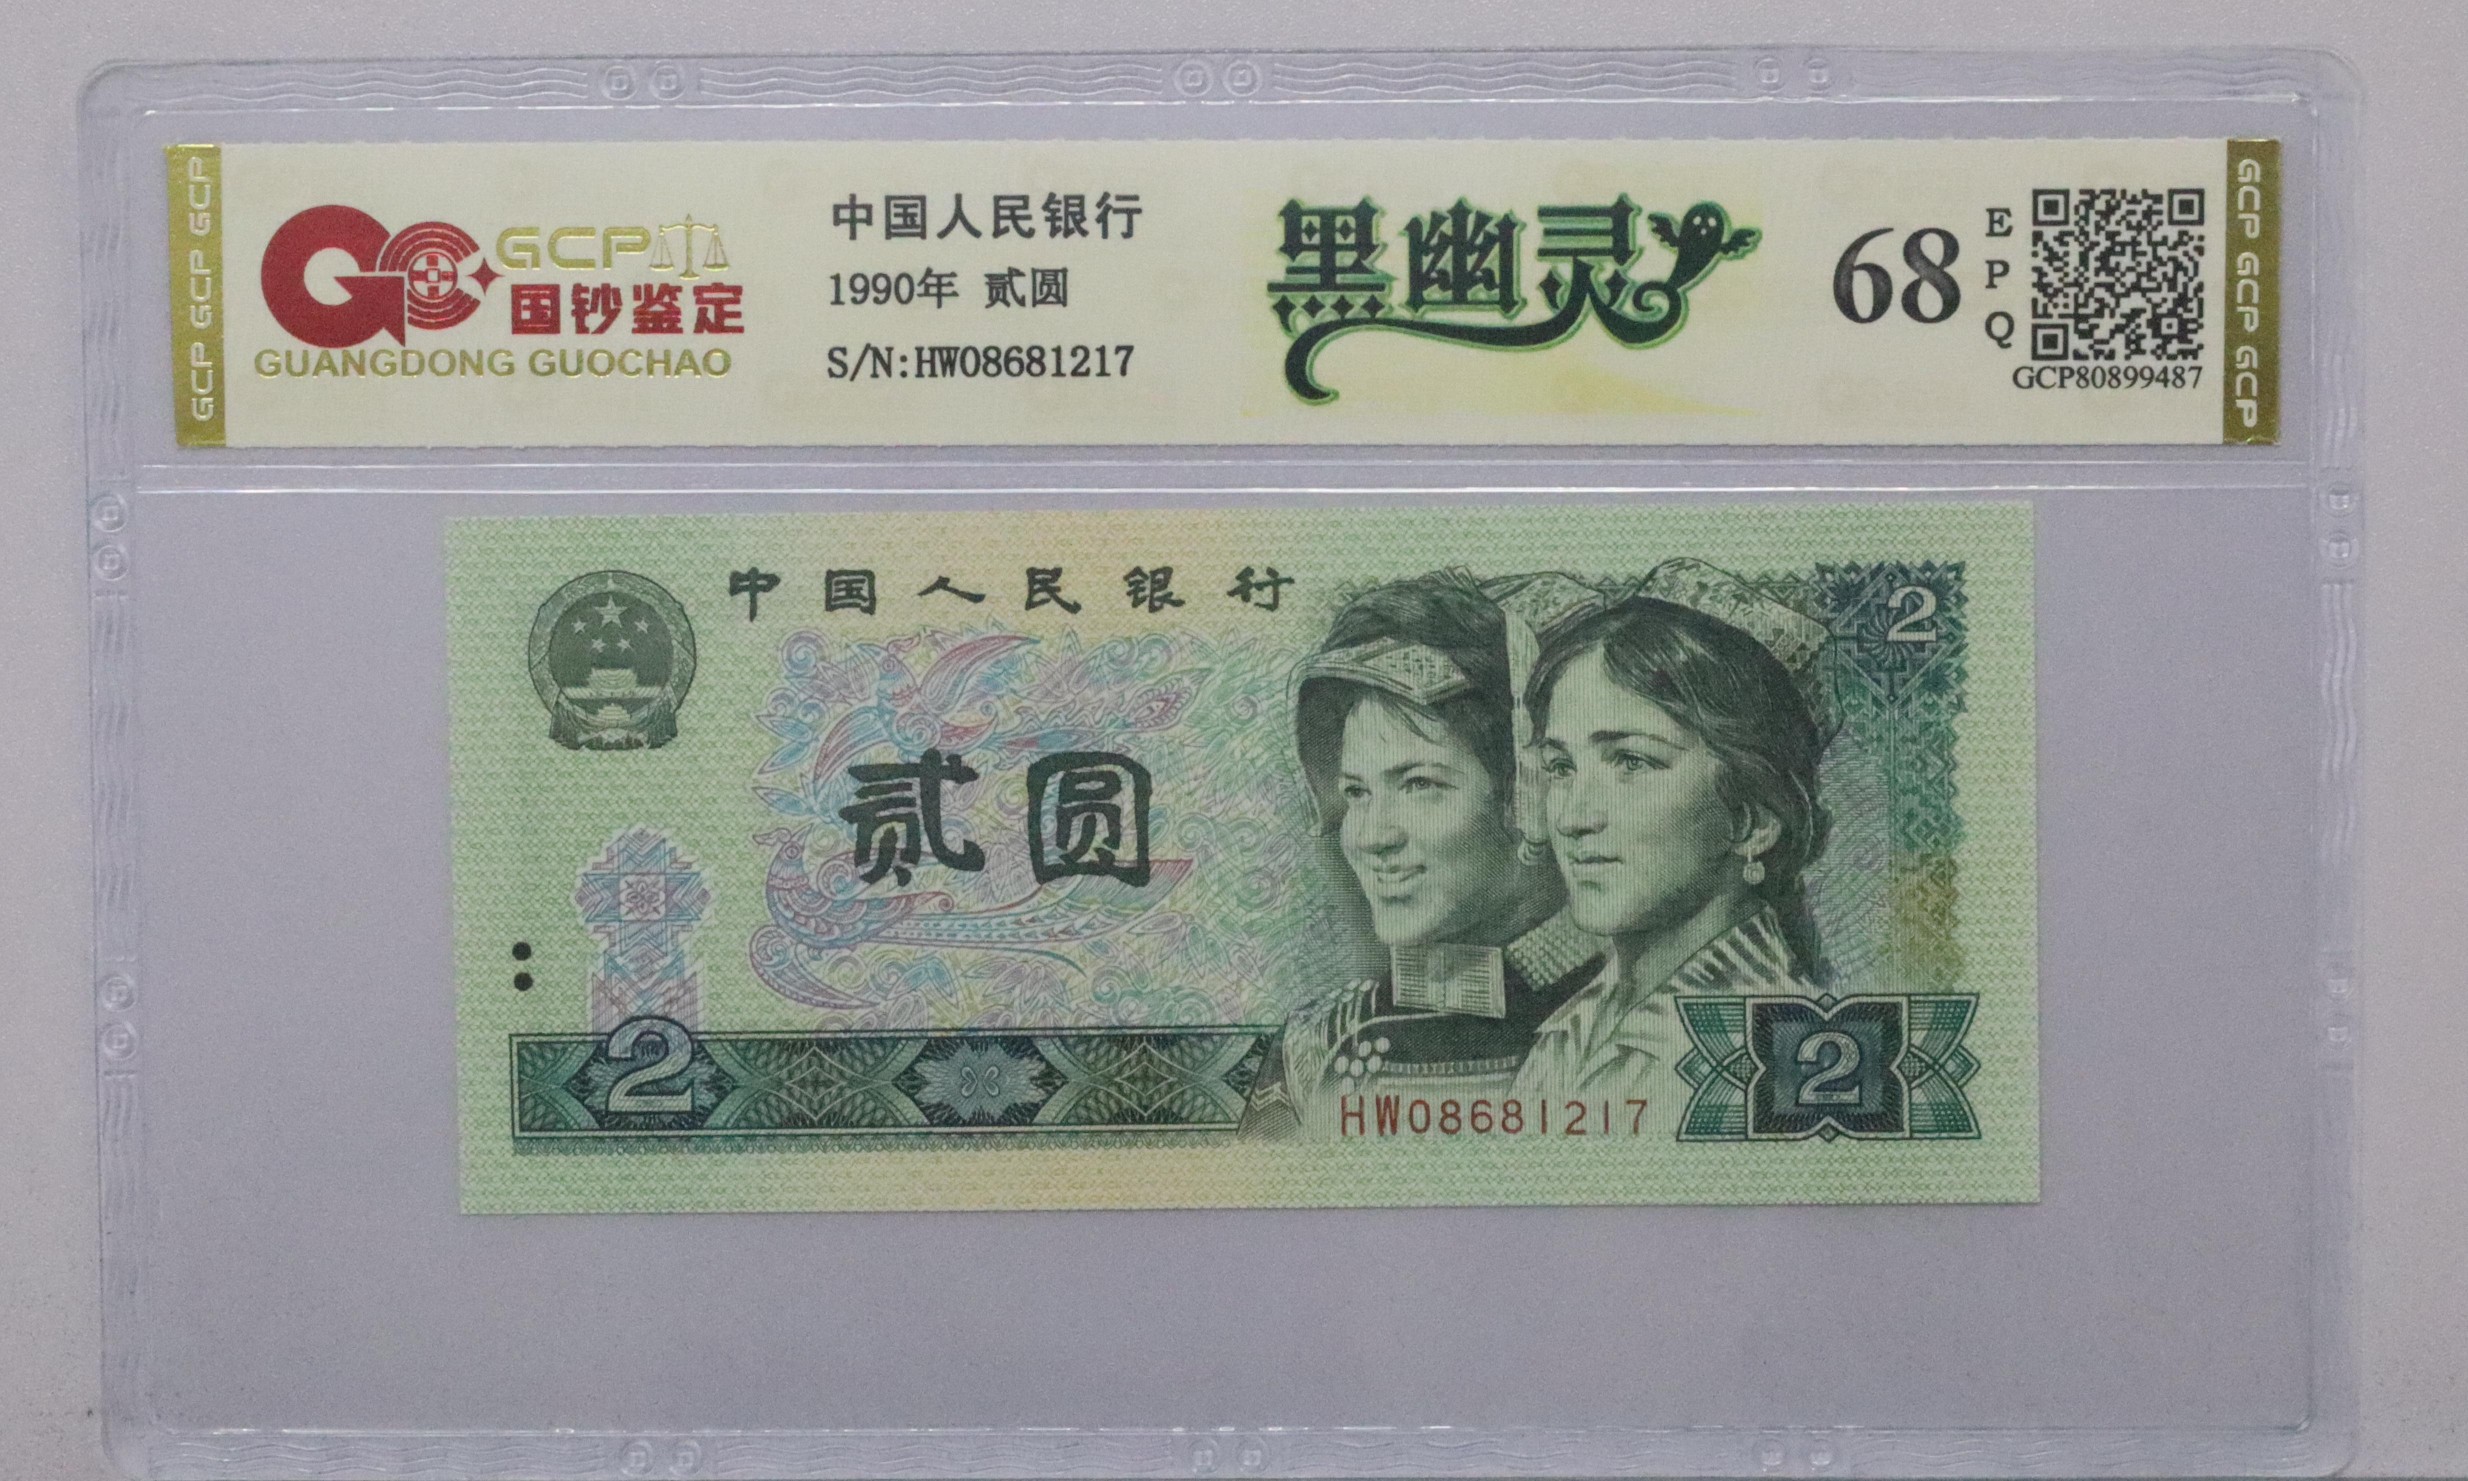 GCP GCP GCP
GCP
国钞鉴定
GUANGDONG GUOCHAO
中国人民银行
1990年 贰圆
S/N:HW08681217
黑幽灵
68
EPQ
GCP80899487
GCP GCP GCP
中国人民银行
2
贰圆
2
HW08681217
2